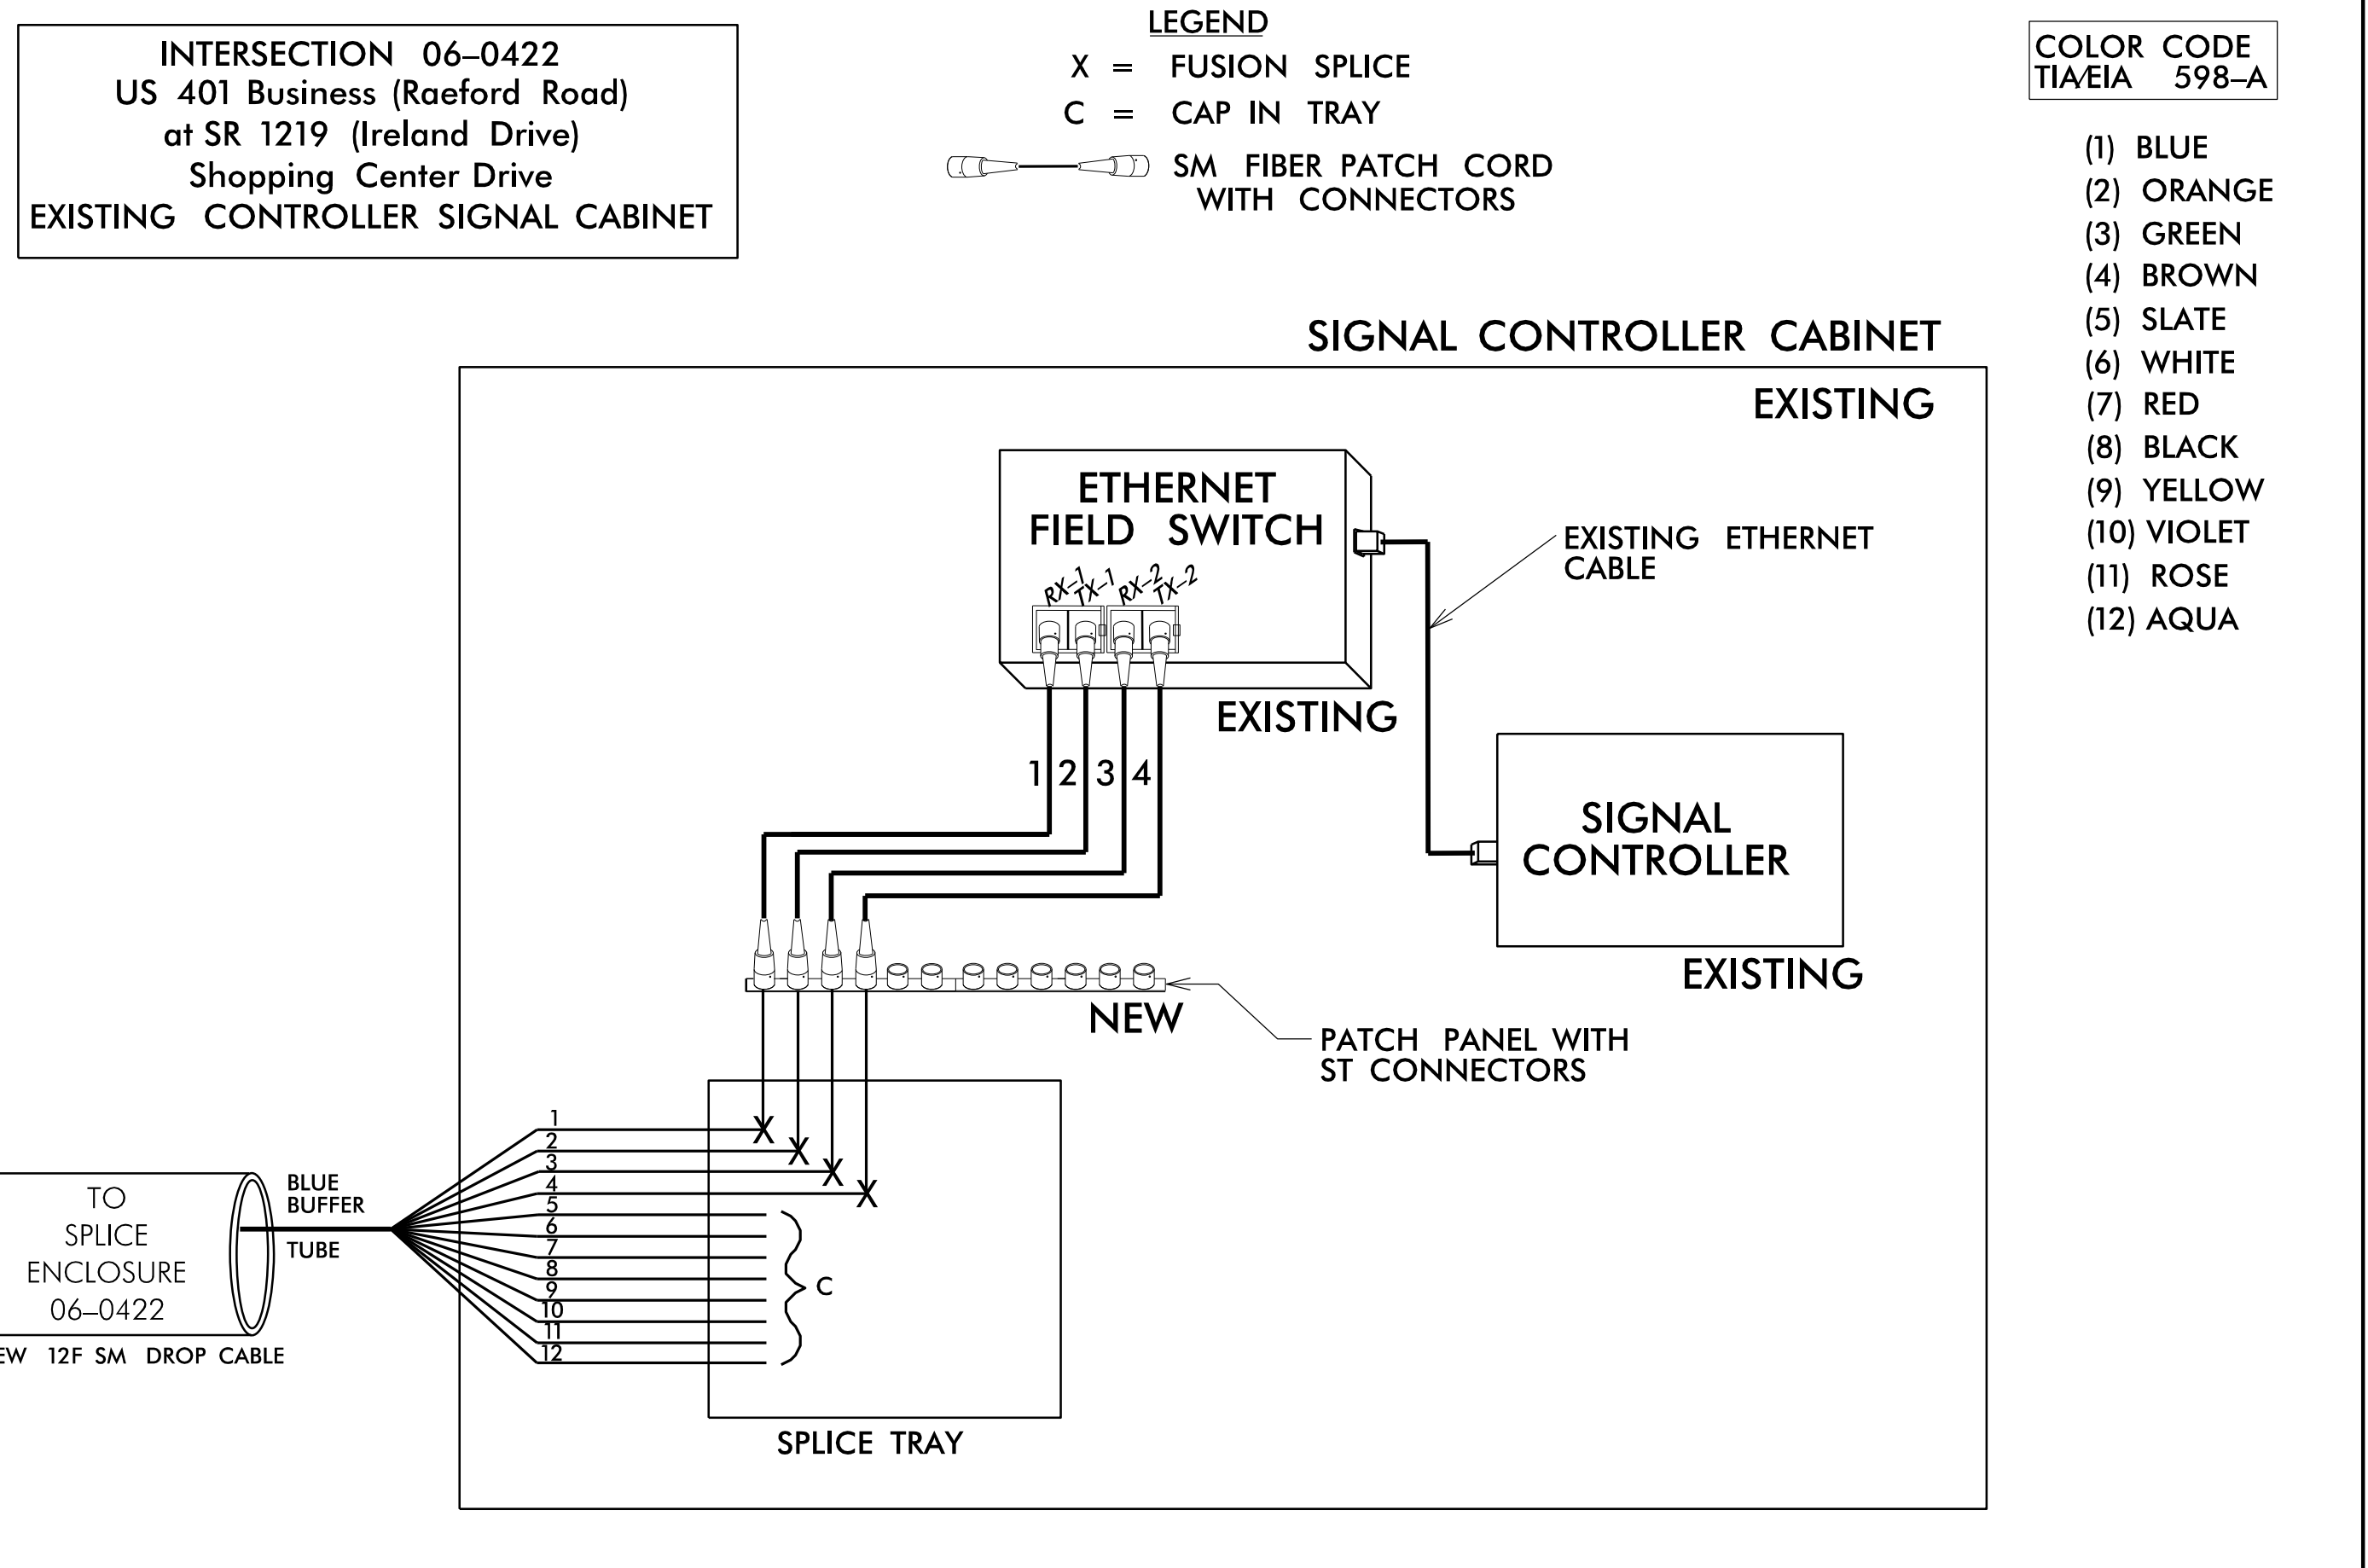 INTERSECTION 06–0422
US 401 Business (Raeford Road)
at SR 1219 (Ireland Drive)
Shopping Center Drive
EXISTING CONTROLLER SIGNAL CABINET
LEGEND
X = FUSION SPLICE
C = CAP IN TRAY
SM FIBER PATCH CORD
WITH CONNECTORS
COLOR CODE
TIA/EIA 598–A
(1) BLUE
(2) ORANGE
(3) GREEN
(4) BROWN
(5) SLATE
(6) WHITE
(7) RED
(8) BLACK
(9) YELLOW
(10) VIOLET
(11) ROSE
(12) AQUA
SIGNAL CONTROLLER CABINET
EXISTING
ETHERNET
FIELD SWITCH
RX–1
TX–1
RX–2
TX–2
EXISTING
EXISTING ETHERNET
CABLE
1 2 3 4
SIGNAL
CONTROLLER
EXISTING
NEW
PATCH PANEL WITH
ST CONNECTORS
1
2
3
4
5
6
7
8
9
10
11
12
X
X
X
X
C
BLUE
BUFFER
TUBE
TO
SPLICE
ENCLOSURE
06–0422
EW 12F SM DROP CABLE
SPLICE TRAY